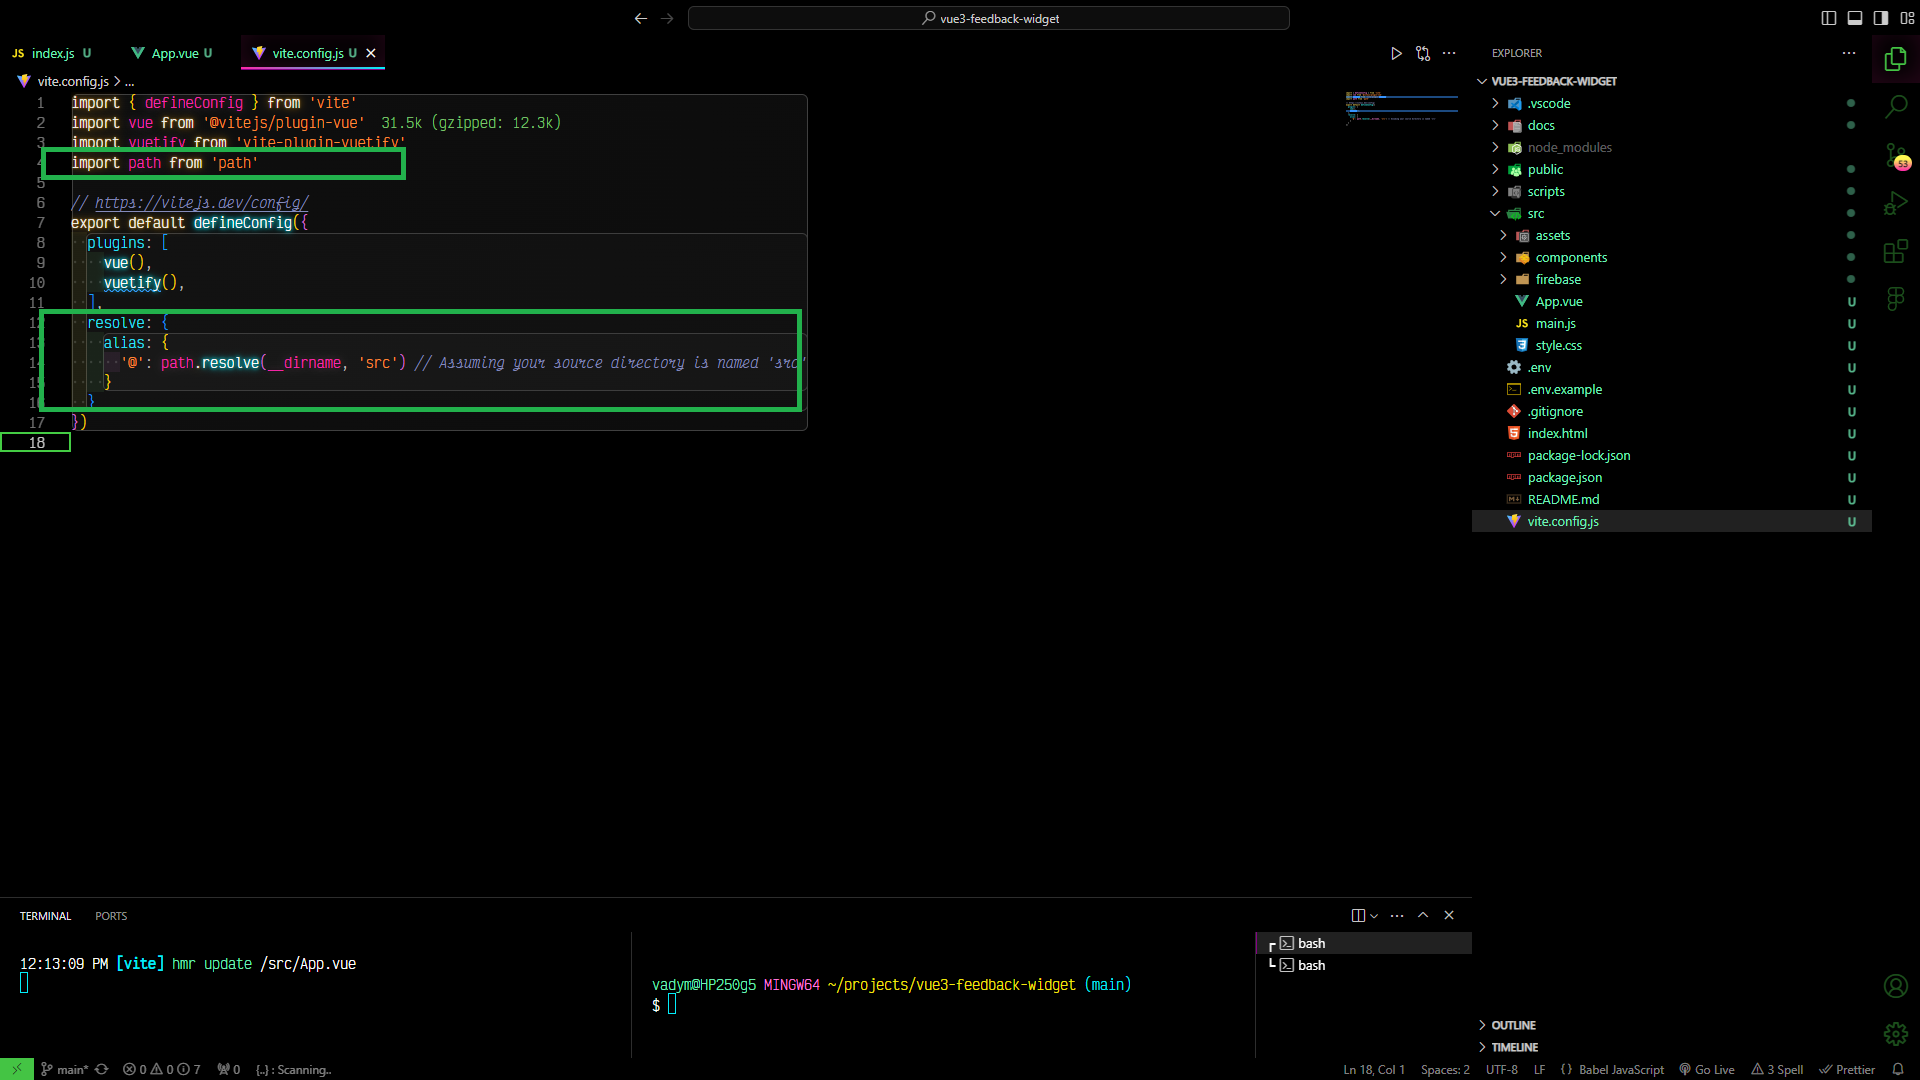 vue3-feedback-widget
JS index.js U
App.vue U
vite.config.js U
vite.config.js > ...
1 import { defineConfig } from 'vite'
2 import vue from '@vitejs/plugin-vue' 31.5k (gzipped: 12.3k)
3 import vuetify from 'vite-plugin-vuetify'
4 import path from 'path'
5
6 // https://vitejs.dev/config/
7 export default defineConfig({
8 plugins: [
9 vue(),
10 vuetify(),
11 ],
12 resolve: {
13 alias: {
14 '@': path.resolve(__dirname, 'src') // Assuming your source directory is named 'src'
15 }
16 }
17 })
18
EXPLORER
VUE3-FEEDBACK-WIDGET
.vscode
docs
node_modules
public
scripts
src
assets
components
firebase
App.vue U
JS main.js U
style.css U
.env U
.env.example U
.gitignore U
index.html U
package-lock.json U
package.json U
README.md U
vite.config.js U
OUTLINE
TIMELINE
53
TERMINAL
PORTS
12:13:09 PM [vite] hmr update /src/App.vue
vadym@HP250g5 MINGW64 ~/projects/vue3-feedback-widget (main)
$
bash
bash
main* 0 0 7 0 {..} : Scanning..
Ln 18, Col 1 Spaces: 2 UTF-8 LF {} Babel JavaScript Go Live 3 Spell Prettier